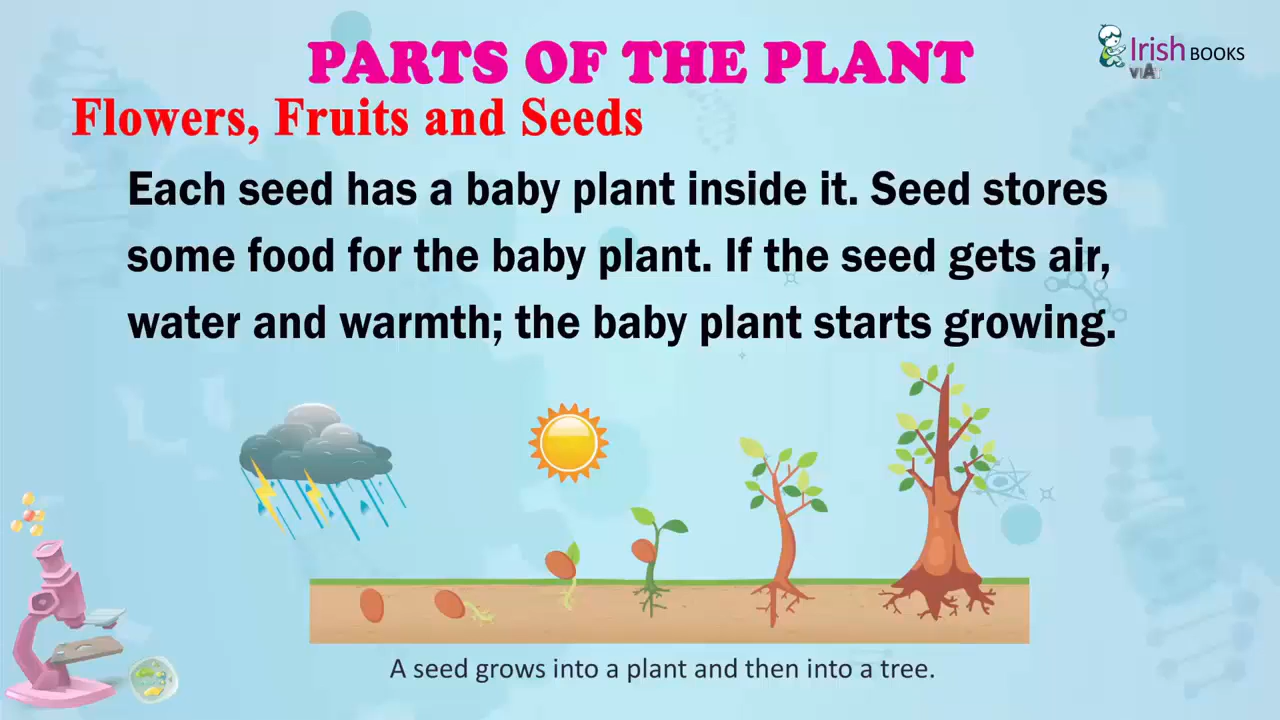 PARTS OF THE PLANT
Irish BOOKS
Flowers, Fruits and Seeds
Each seed has a baby plant inside it. Seed stores
some food for the baby plant. If the seed gets air,
water and warmth; the baby plant starts growing.
A seed grows into a plant and then into a tree.